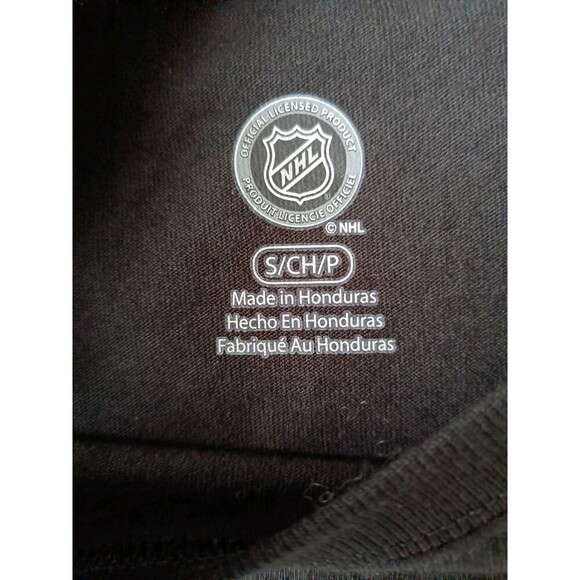 OFFICIAL LICENSED PRODUCT
NHL
PRODUIT LICENCIÉ OFFICIEL
© NHL
S/CH/P
Made in Honduras
Hecho En Honduras
Fabriqué Au Honduras